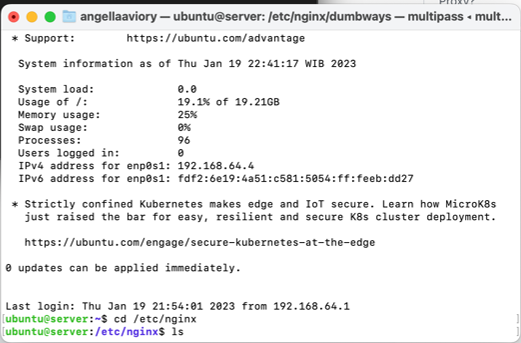 Proxy?
angellaaviory — ubuntu@server: /etc/nginx/dumbways — multipass ◂ mult...
* Support: https://ubuntu.com/advantage
System information as of Thu Jan 19 22:41:17 WIB 2023
System load: 0.0
Usage of /: 19.1% of 19.21GB
Memory usage: 25%
Swap usage: 0%
Processes: 96
Users logged in: 0
IPv4 address for enp0s1: 192.168.64.4
IPv6 address for enp0s1: fdf2:6e19:4a51:c581:5054:ff:feeb:dd27
* Strictly confined Kubernetes makes edge and IoT secure. Learn how MicroK8s
just raised the bar for easy, resilient and secure K8s cluster deployment.
https://ubuntu.com/engage/secure-kubernetes-at-the-edge
0 updates can be applied immediately.
Last login: Thu Jan 19 21:54:01 2023 from 192.168.64.1
[ubuntu@server:~$ cd /etc/nginx ]
[ubuntu@server:/etc/nginx$ ls ]